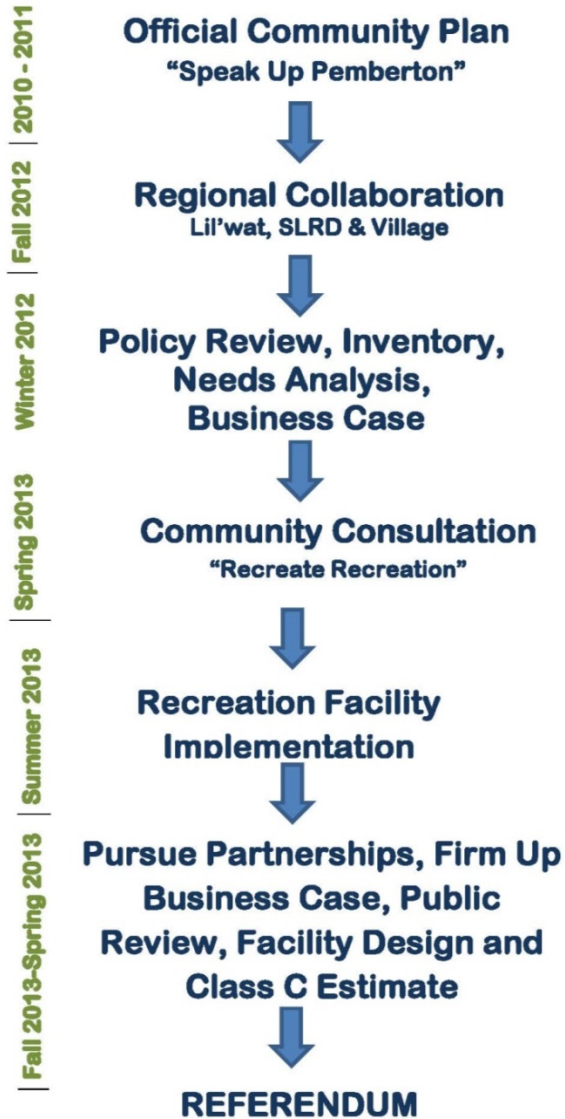 2010 - 2011
Official Community Plan
“Speak Up Pemberton”
Fall 2012
Regional Collaboration
Lil’wat, SLRD & Village
Winter 2012
Policy Review, Inventory,
Needs Analysis,
Business Case
Spring 2013
Community Consultation
“Recreate Recreation”
Summer 2013
Recreation Facility
Implementation
Fall 2013-Spring 2013
Pursue Partnerships, Firm Up
Business Case, Public
Review, Facility Design and
Class C Estimate
REFERENDUM